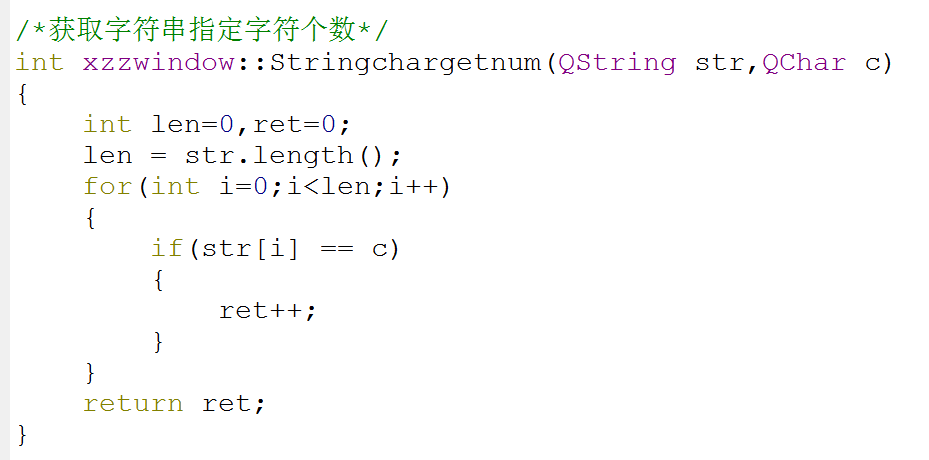 /*获取字符串指定字符个数*/
int xzzwindow::Stringchargetnum(QString str,QChar c)
{
    int len=0,ret=0;
    len = str.length();
    for(int i=0;i<len;i++)
    {
        if(str[i] == c)
        {
            ret++;
        }
    }
    return ret;
}